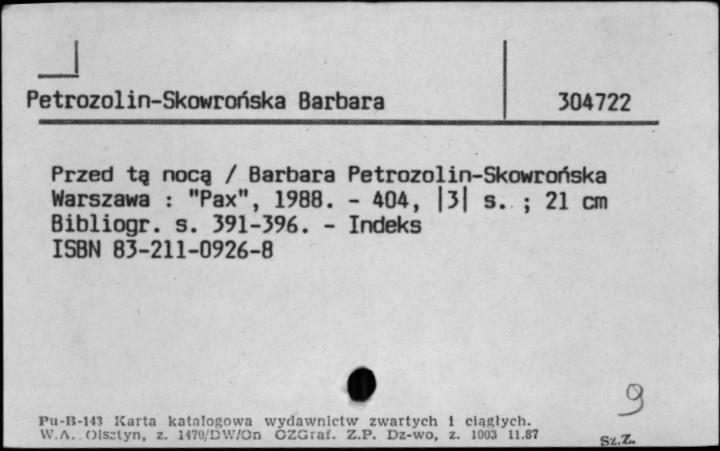 Petrozolin-Skowrońska Barbara 304722
Przed tą nocą / Barbara Petrozolin-Skowrońska
Warszawa : "Pax", 1988. - 404, |3| s. ; 21 cm
Bibliogr. s. 391-396. - Indeks
ISBN 83-211-0926-8
9
Pu-B-143 Karta katalogowa wydawnictw zwartych i ciągłych.
W.A. Olsztyn, z. 1470/DW/On OZGraf. Z.P. Dz-wo, z. 1003 11.87
Sz.Z.